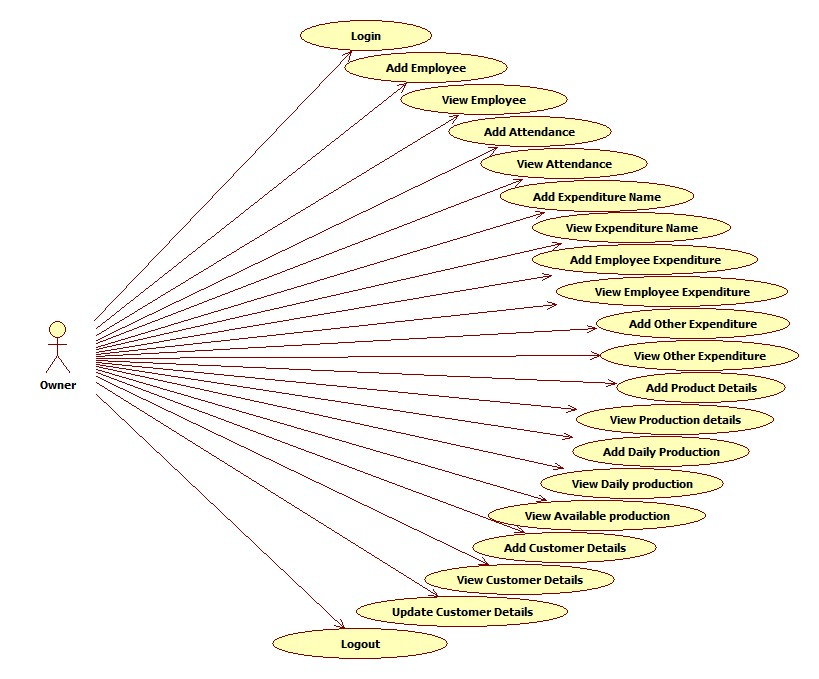 Login
Add Employee
View Employee
Add Attendance
View Attendance
Add Expenditure Name
View Expenditure Name
Add Employee Expenditure
View Employee Expenditure
Add Other Expenditure
View Other Expenditure
Owner
Add Product Details
View Production details
Add Daily Production
View Daily production
View Available production
Add Customer Details
View Customer Details
Update Customer Details
Logout